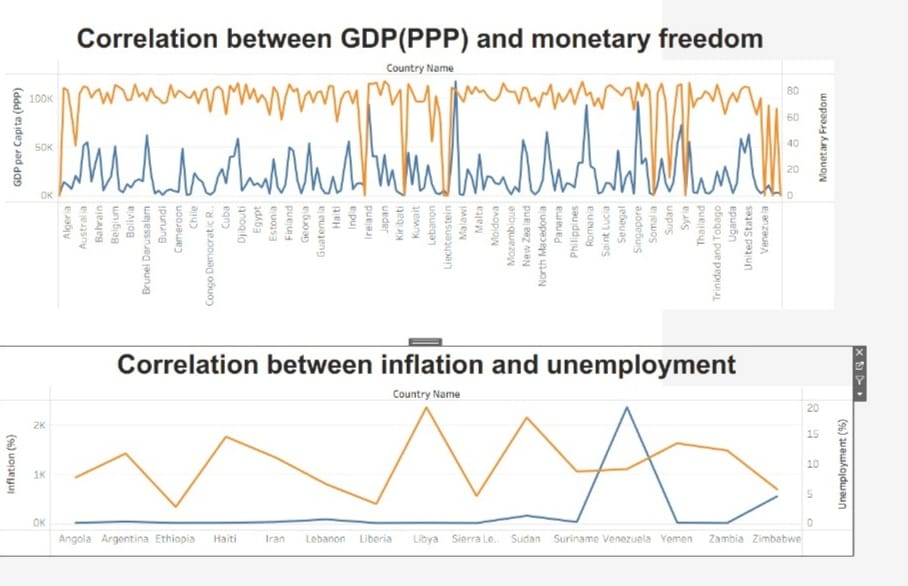 Correlation between GDP(PPP) and monetary freedom
Country Name
GDP per Capita (PPP)
100K
50K
0K
80
60
40
20
0
Monetary Freedom
Algeria
Australia
Bahrain
Belgium
Bolivia
Brunei Darussalam
Burundi
Cameroon
Chile
Congo Democratic R..
Cuba
Djibouti
Egypt
Estonia
Finland
Georgia
Guatemala
Haiti
India
Ireland
Jamaica
Kiribati
Kuwait
Lebanon
Liechtenstein
Malawi
Malta
Moldova
Mozambique
New Zealand
North Macedonia
Panama
Philippines
Romania
Saint Lucia
Senegal
Singapore
Somalia
Sudan
Syria
Thailand
Trinidad and Tobago
Uganda
United States
Venezuela
Correlation between inflation and unemployment
Country Name
Inflation (%)
2K
1K
0K
20
15
10
5
0
Unemployment (%)
Angola Argentina Ethiopia Haiti Iran Lebanon Liberia Libya Sierra Le.. Sudan Suriname Venezuela Yemen Zambia Zimbabwe